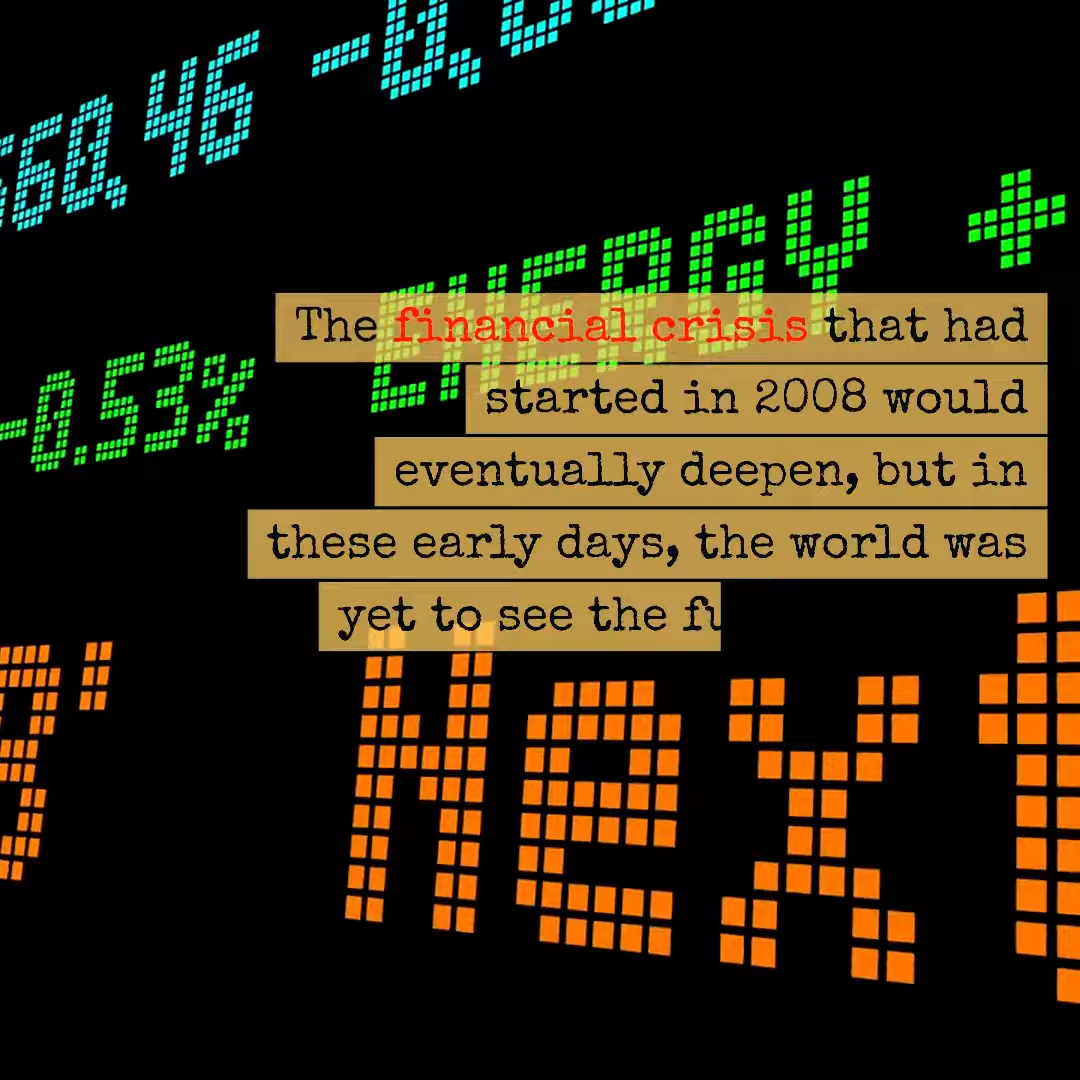 660,46 -0,0
ENERGY +
-0.53%
The financial crisis that had
started in 2008 would
eventually deepen, but in
these early days, the world was
yet to see the fu
Next